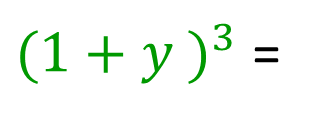 (1 + y )³ =